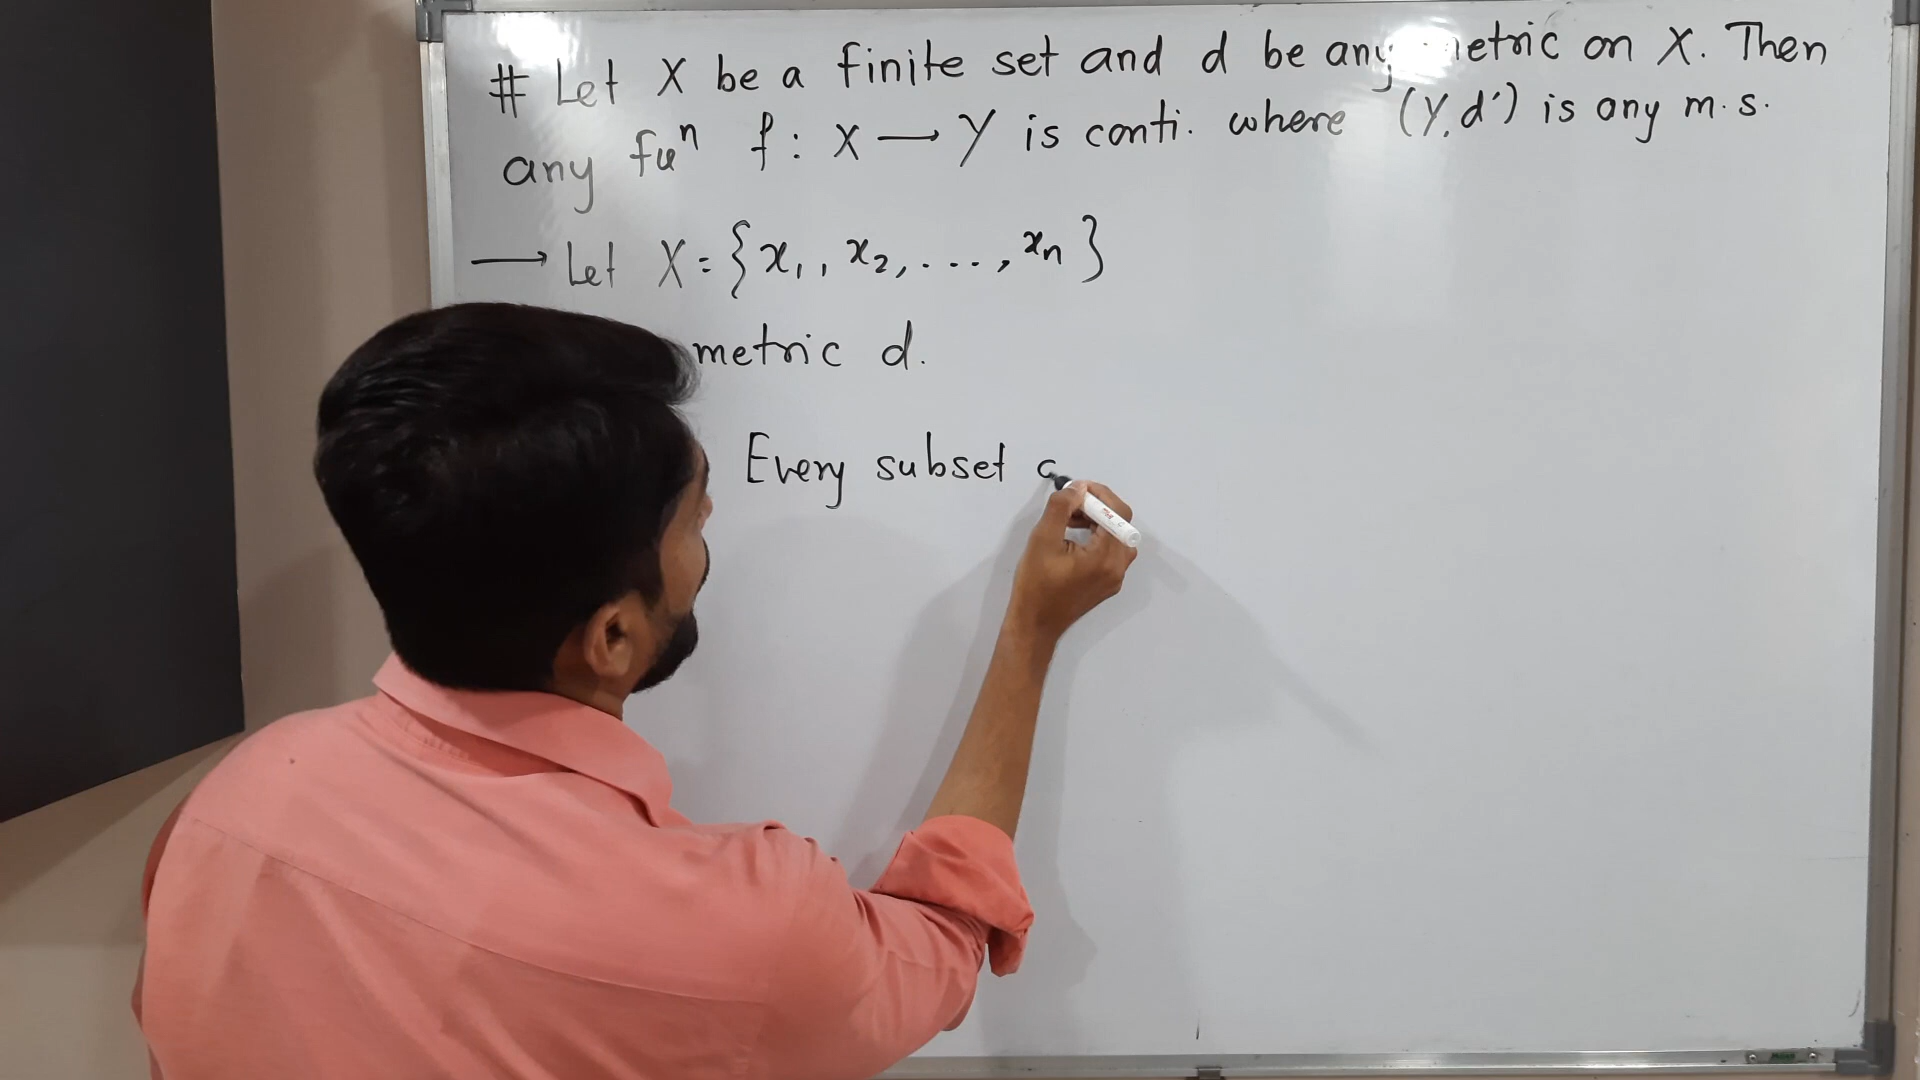 # Let X be a finite set and d be any metric on X. Then
any fuⁿ f : X → Y is conti. where (Y, d') is any m.s.
→ Let X = {x₁, x₂, ..., xₙ}
metric d.
Every subset